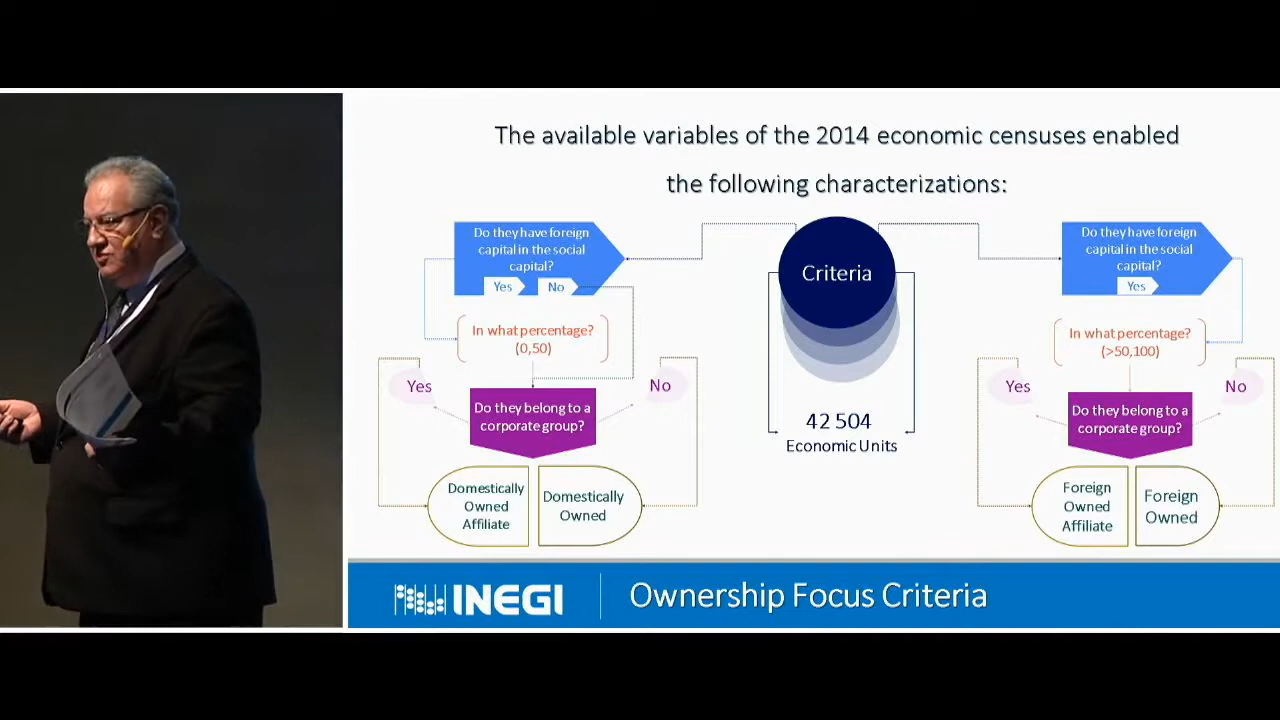 The available variables of the 2014 economic censuses enabled
the following characterizations:
Do they have foreign
capital in the social
capital?
Yes
No
In what percentage?
(0,50)
Yes
No
Do they belong to a
corporate group?
Domestically
Owned
Affiliate
Domestically
Owned
Criteria
42 504
Economic Units
Do they have foreign
capital in the social
capital?
Yes
In what percentage?
(>50,100)
Yes
No
Do they belong to a
corporate group?
Foreign
Owned
Affiliate
Foreign
Owned
INEGI
Ownership Focus Criteria